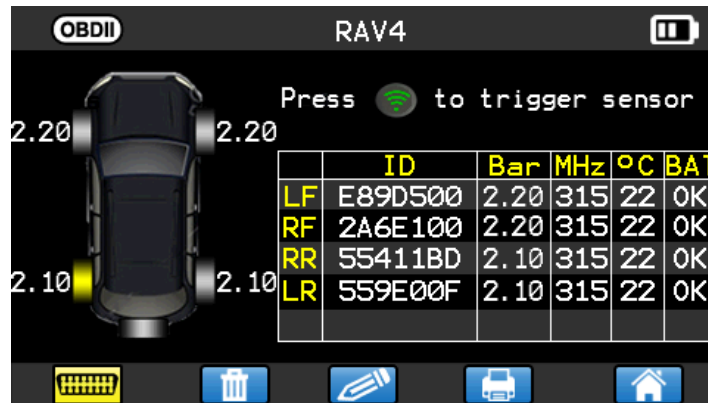 OBDII RAV4
Press to trigger sensor
2.20 2.20
ID Bar MHz ºC BAT
LF E89D500 2.20 315 22 OK
RF 2A6E100 2.20 315 22 OK
RR 55411BD 2.10 315 22 OK
2.10 2.10
LR 559E00F 2.10 315 22 OK